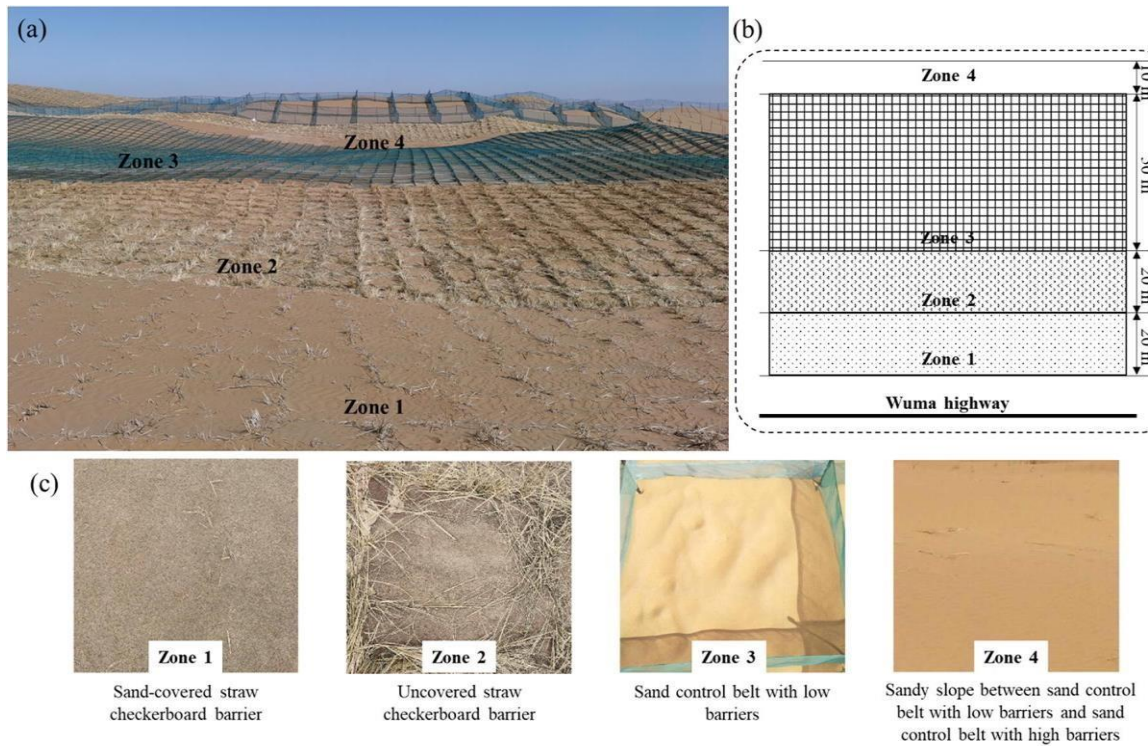 (a)
Zone 4
Zone 3
Zone 2
Zone 1
(b)
Zone 4
10 m
Zone 3
Zone 2
20 m
Zone 1
20 m
Wuma highway
(c)
Zone 1
Sand-covered straw
checkerboard barrier
Zone 2
Uncovered straw
checkerboard barrier
Zone 3
Sand control belt with low
barriers
Zone 4
Sandy slope between sand control
belt with low barriers and sand
control belt with high barriers